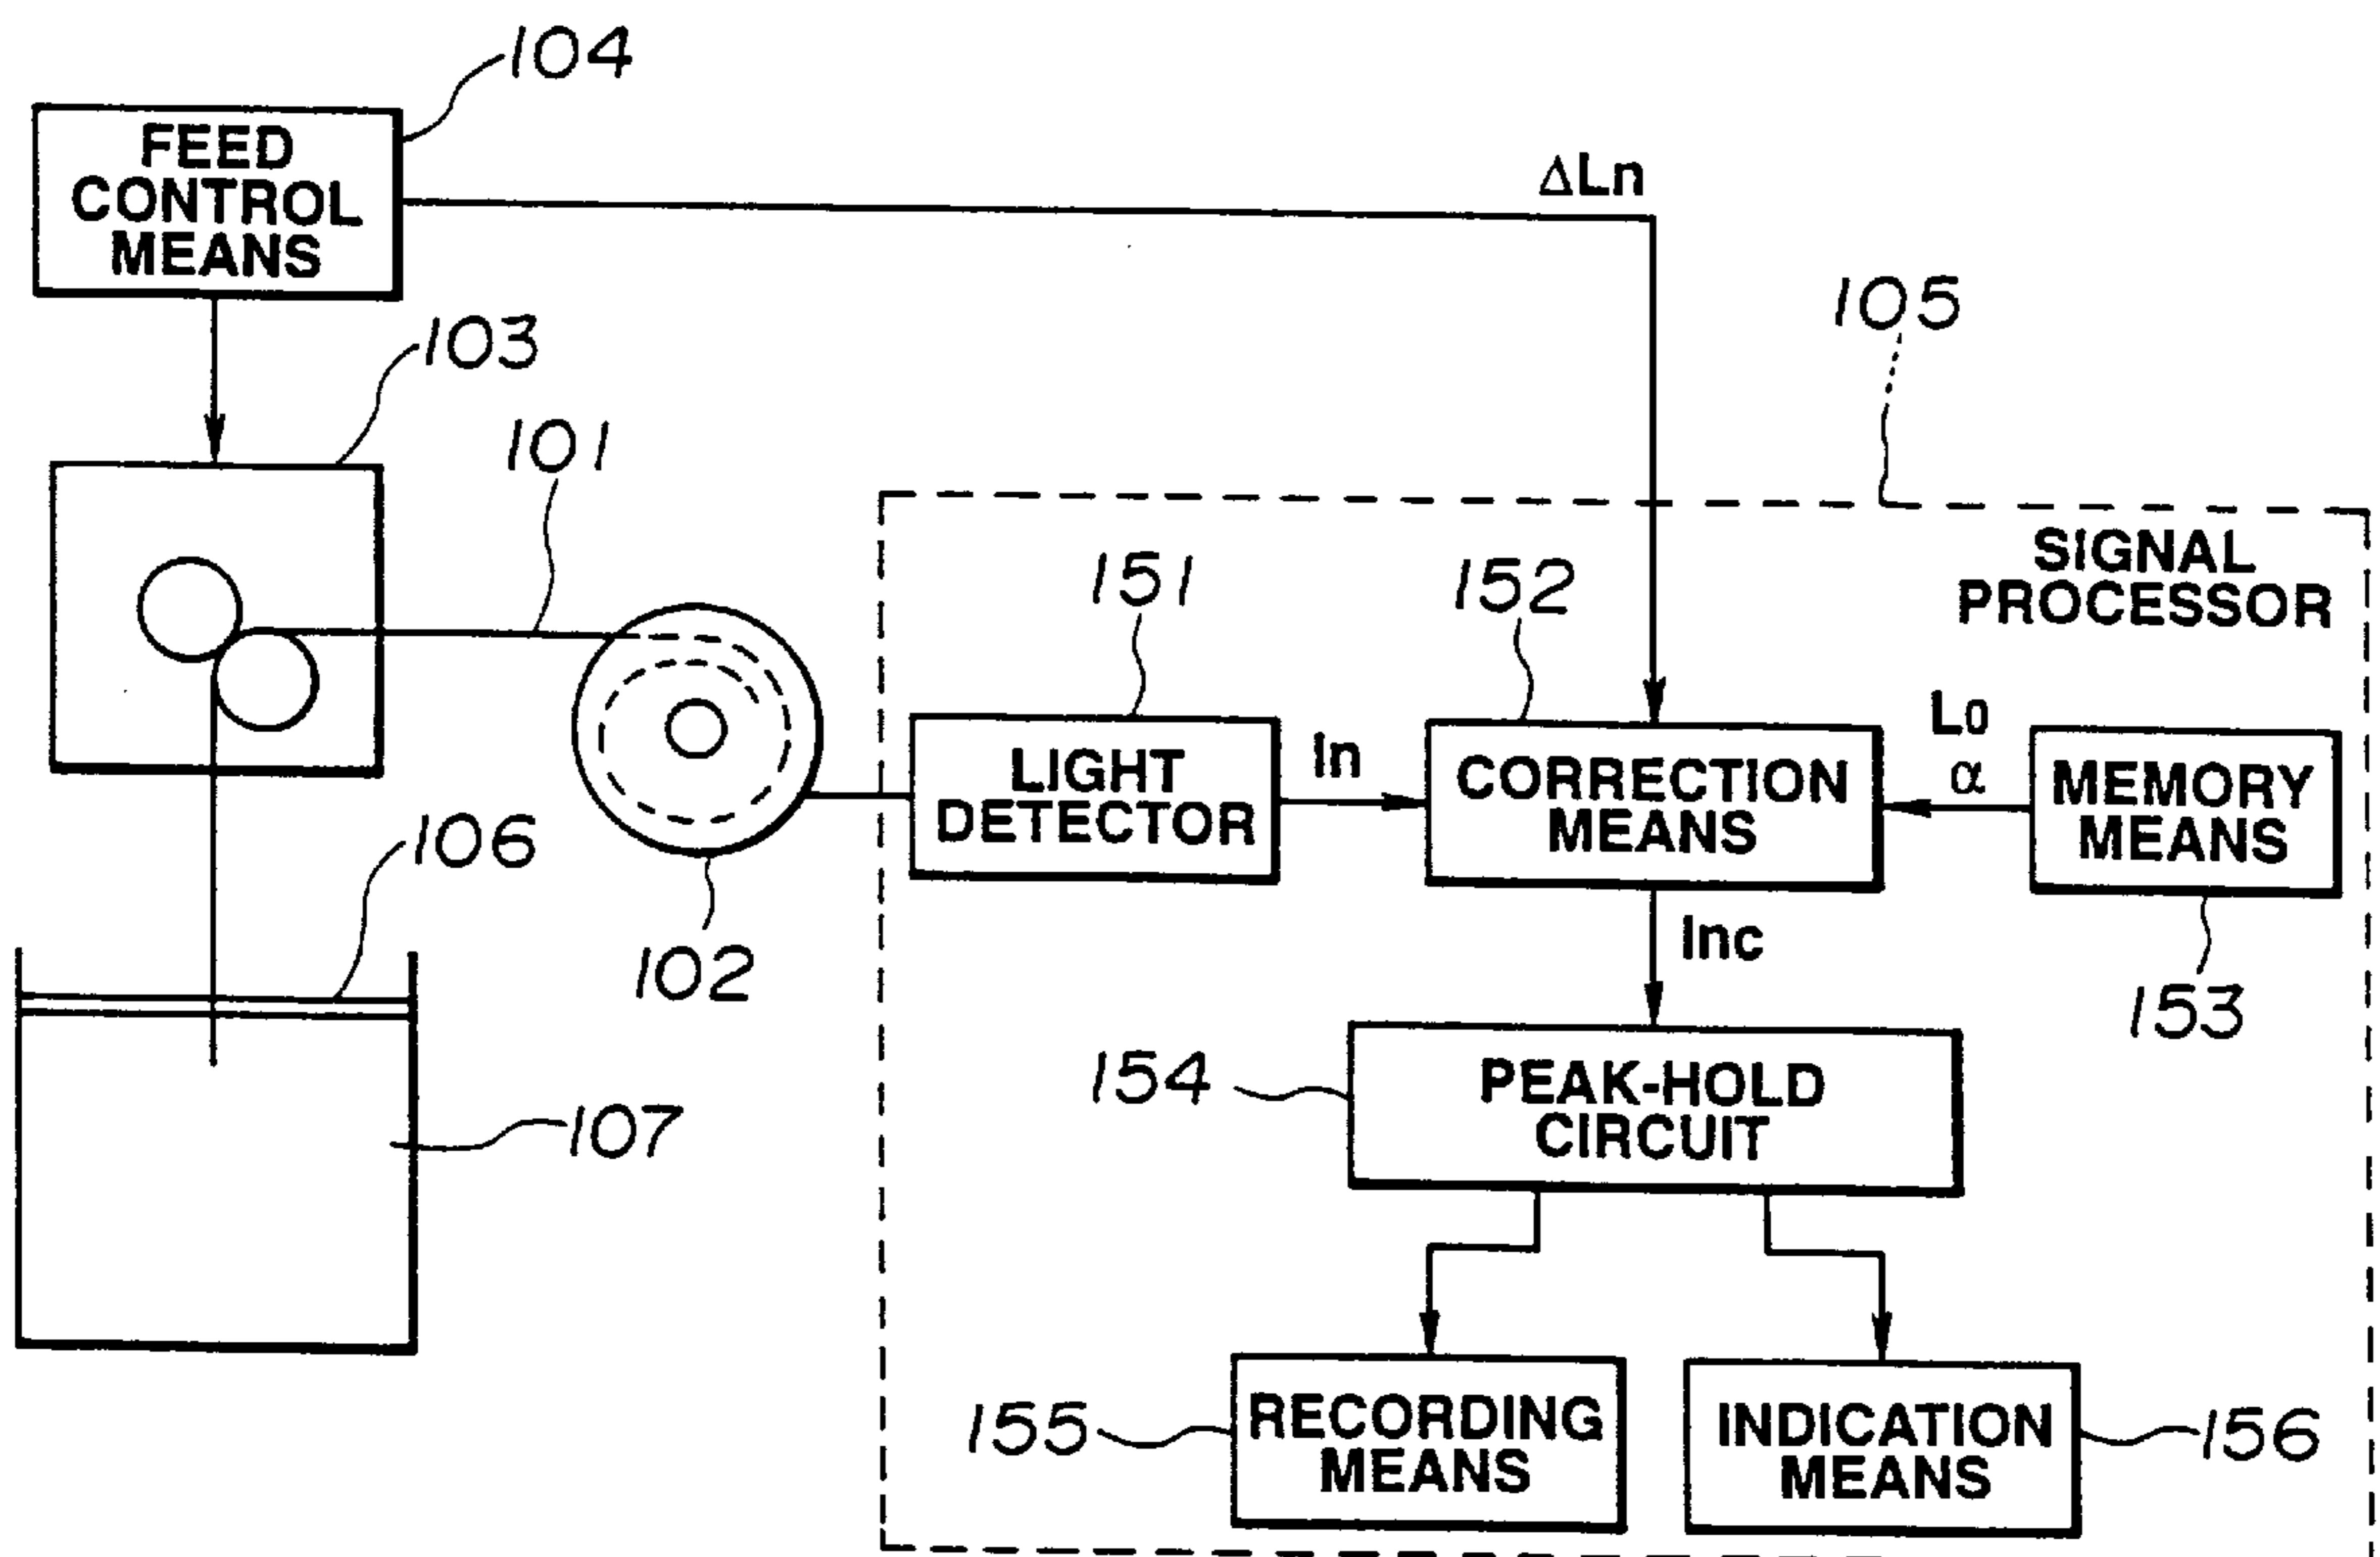 104
FEED
CONTROL
MEANS
ΔLn
105
103
101
SIGNAL
PROCESSOR
151
152
L0
α
In
LIGHT
DETECTOR
CORRECTION
MEANS
MEMORY
MEANS
106
102
Inc
153
154
PEAK-HOLD
CIRCUIT
107
155
RECORDING
MEANS
INDICATION
MEANS
156